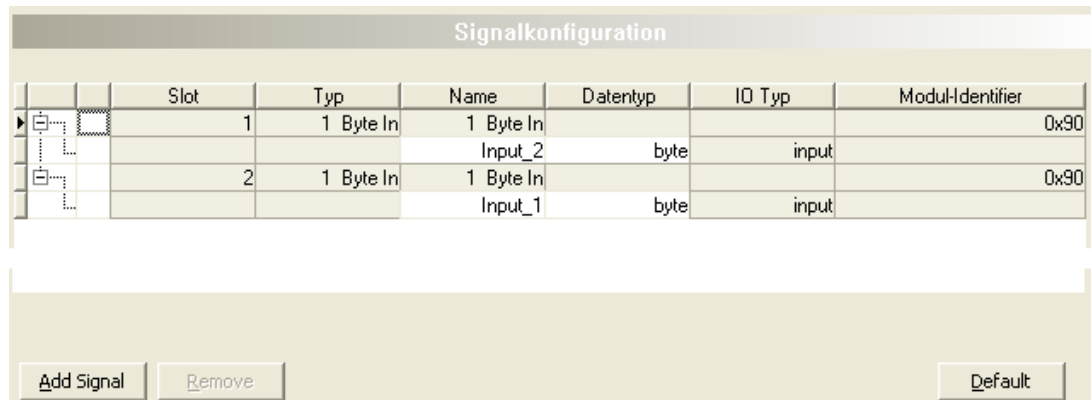 Signalkonfiguration
Slot Typ Name Datentyp IO Typ Modul-Identifier
1 1 Byte In 1 Byte In 0x90
Input_2 byte input
2 1 Byte In 1 Byte In 0x90
Input_1 byte input
Add Signal Remove Default